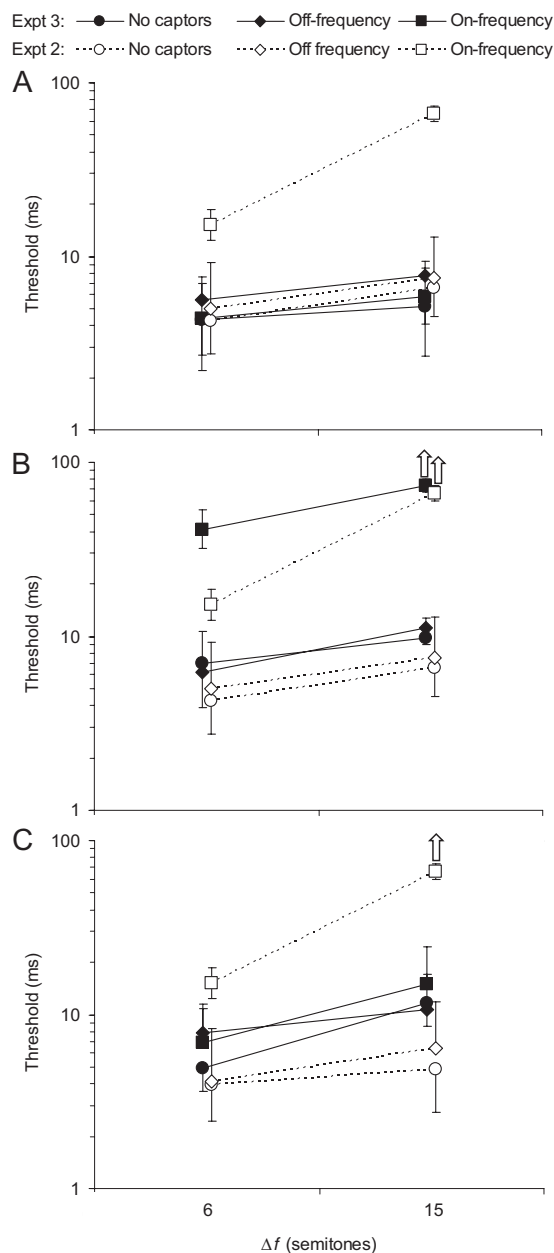 Expt 3: No captors Off-frequency On-frequency
Expt 2: No captors Off frequency On-frequency
A
100
10
1
Threshold (ms)
B
100
10
1
Threshold (ms)
C
100
10
1
Threshold (ms)
6 15
Δf (semitones)